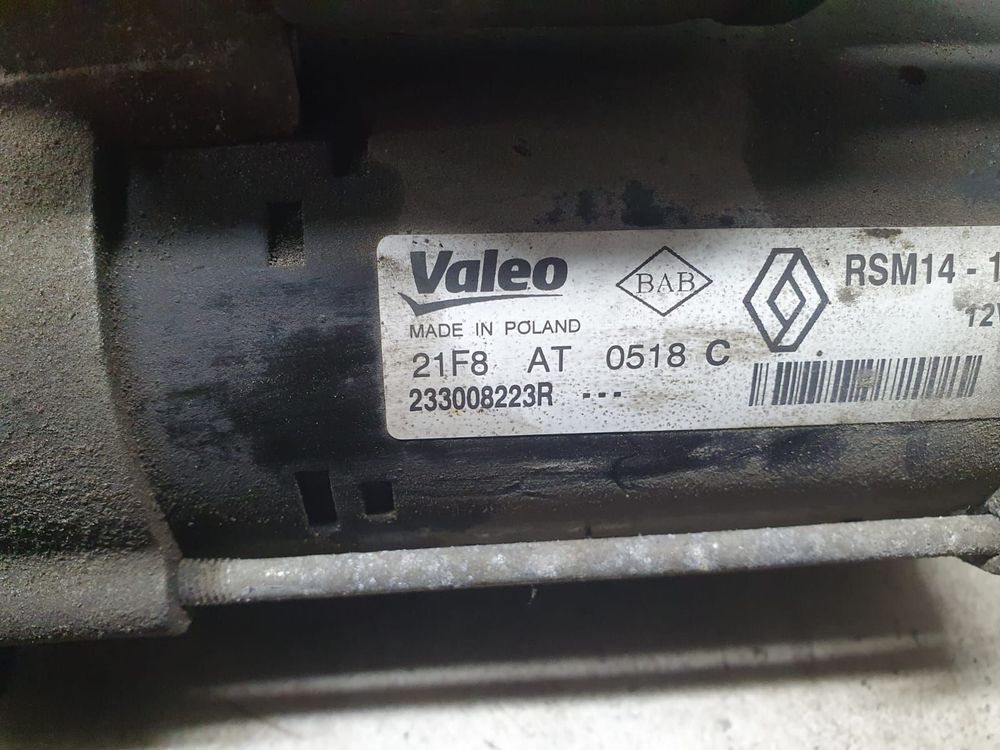 Valeo
BAB
RSM14 - 1
12V
MADE IN POLAND
21F8 AT 0518 C
233008223R ---